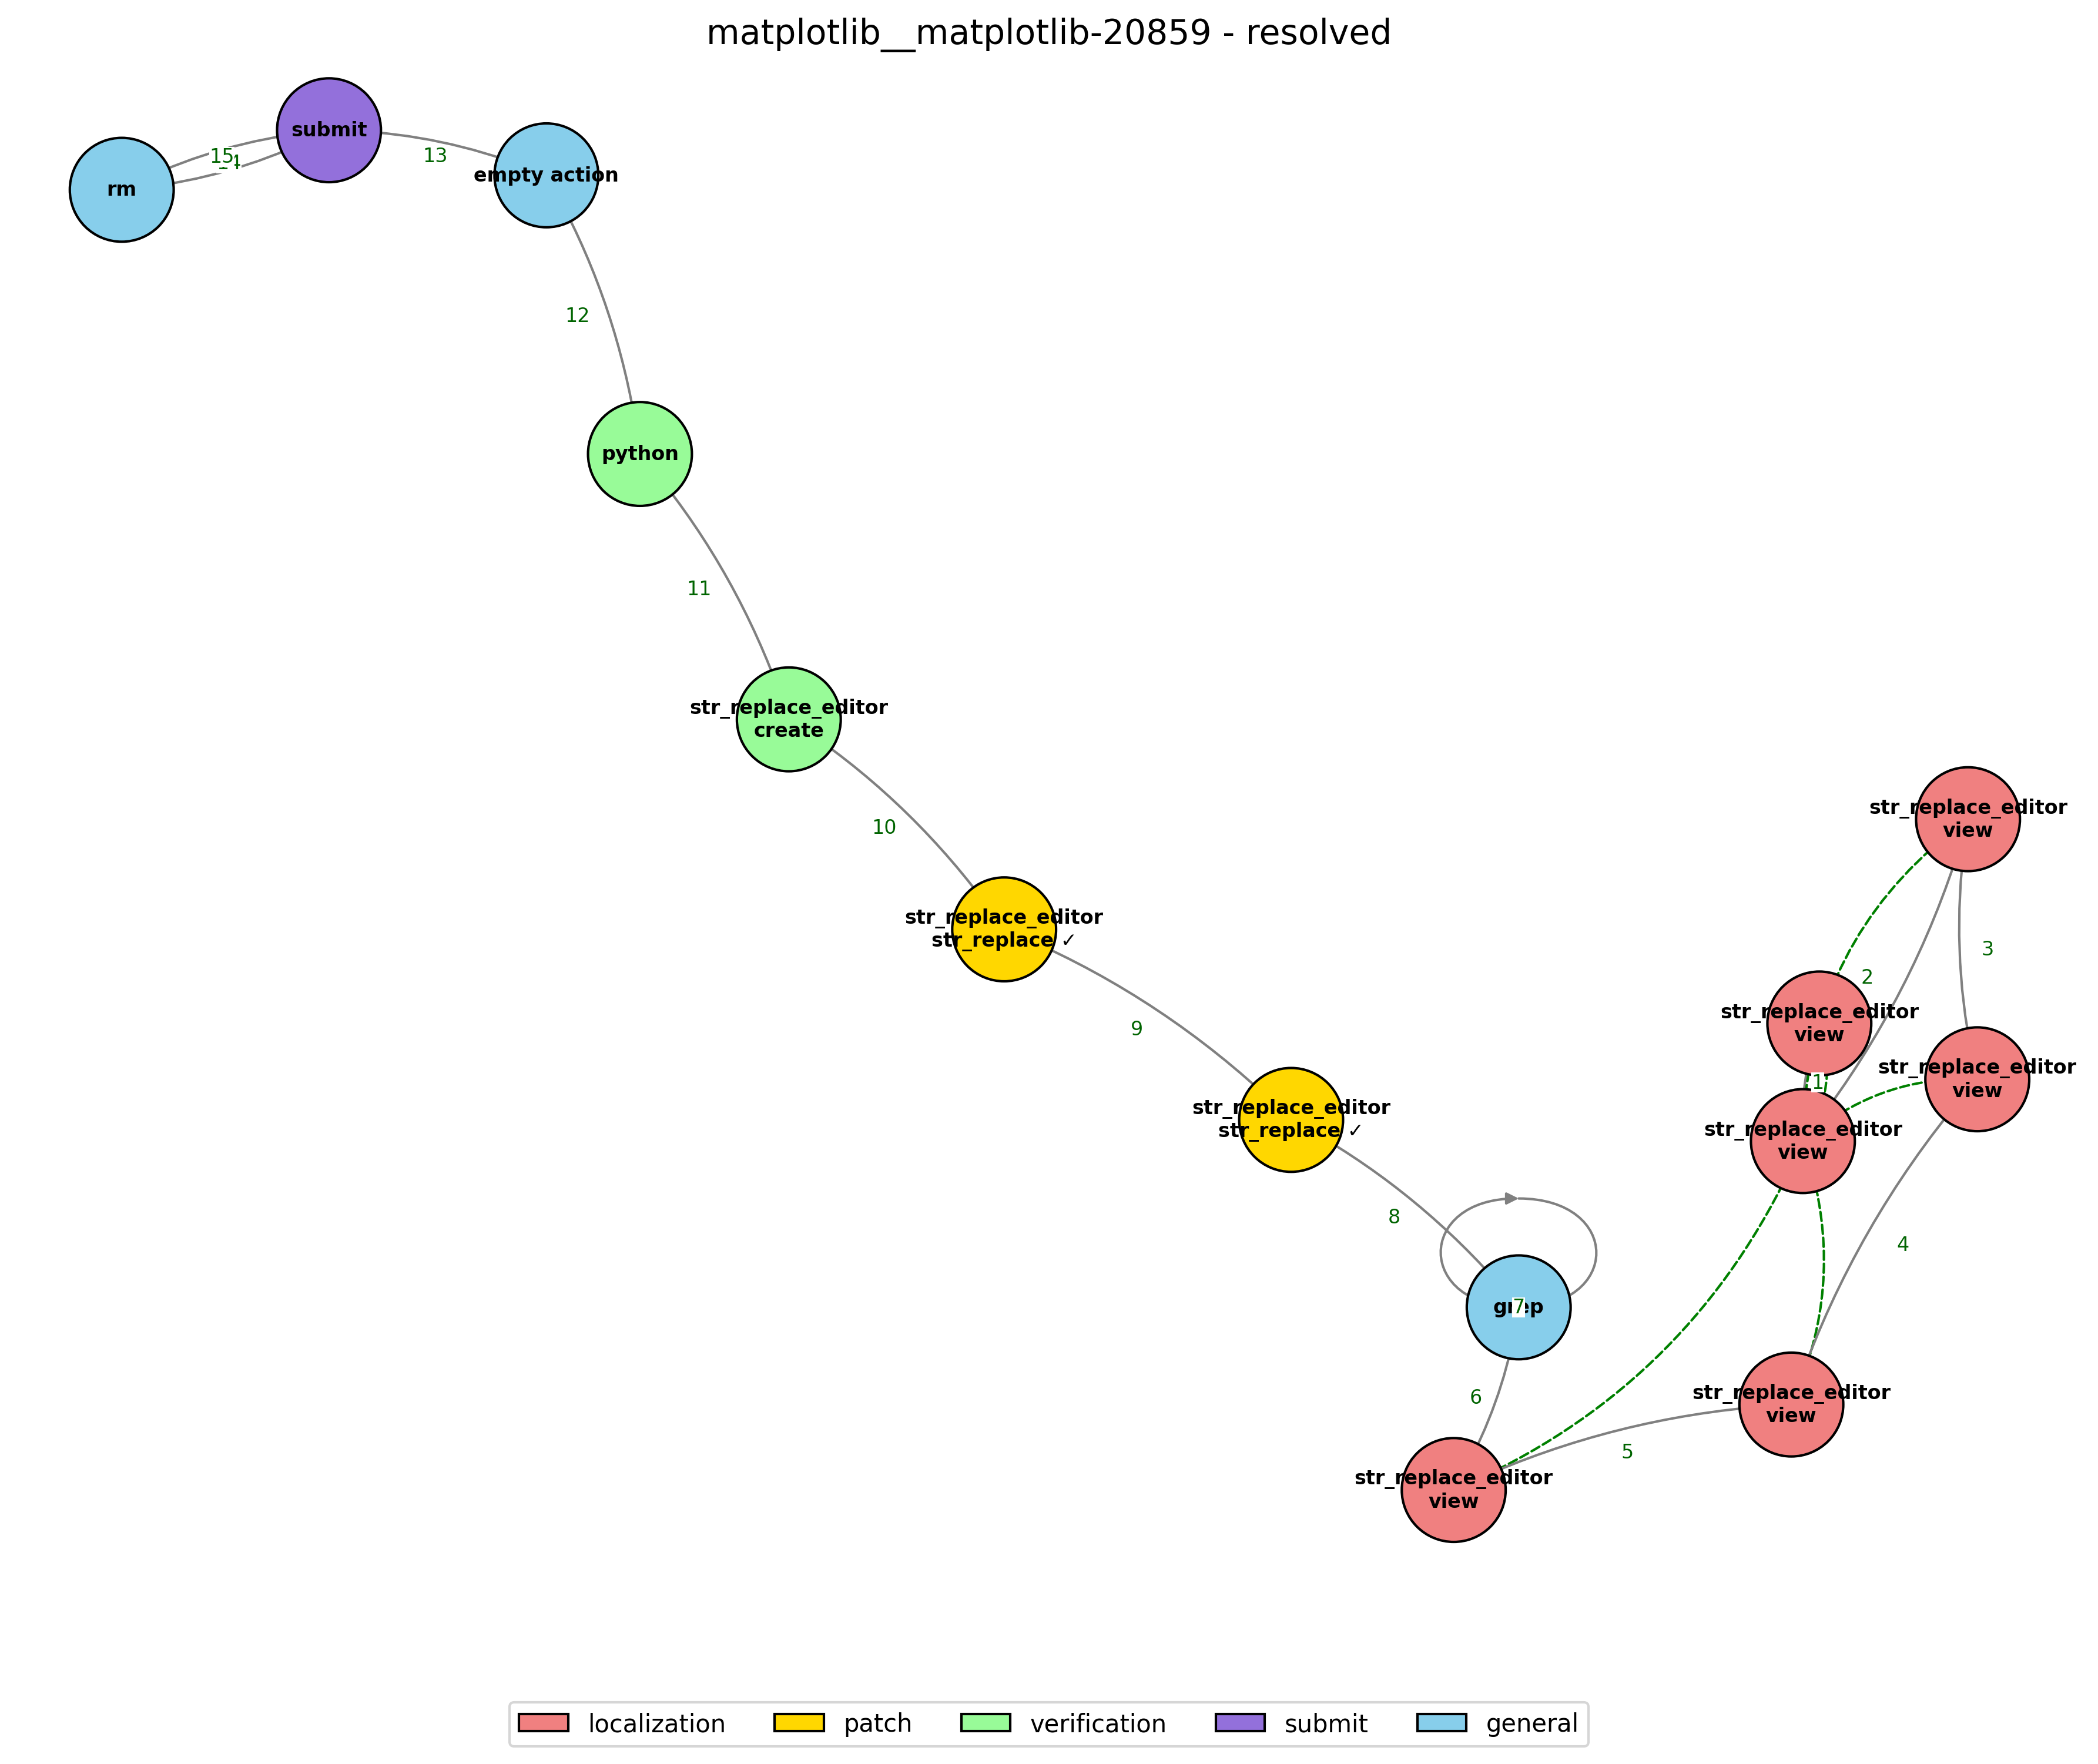 matplotlib__matplotlib-20859 - resolved
submit
rm
15
14
13
empty action
12
python
11
str_replace_editor
create
10
str_replace_editor
str_replace ✓
9
str_replace_editor
str_replace ✓
8
grep
7
6
str_replace_editor
view
5
str_replace_editor
view
4
str_replace_editor
view
3
str_replace_editor
view
2
str_replace_editor
view
1
str_replace_editor
view
localization
patch
verification
submit
general